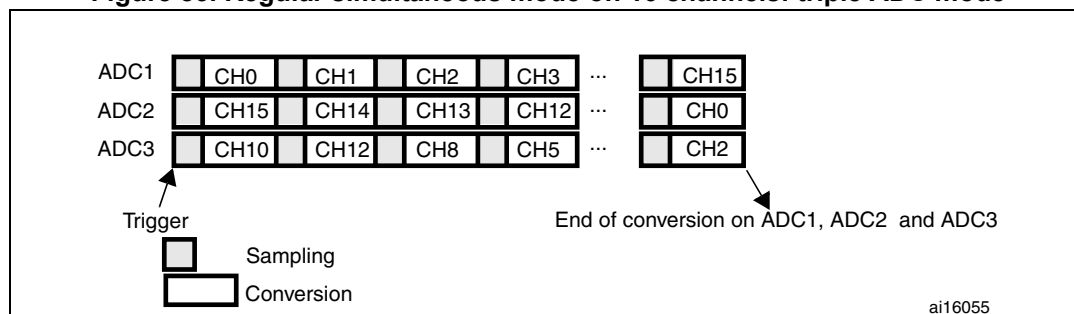 Figure Regular simultaneous mode on 16 channels: triple ADC mode
ADC1 CH0 CH1 CH2 CH3 ... CH15
ADC2 CH15 CH14 CH13 CH12 ... CH0
ADC3 CH10 CH12 CH8 CH5 ... CH2
Trigger
End of conversion on ADC1, ADC2 and ADC3
Sampling
Conversion
ai16055